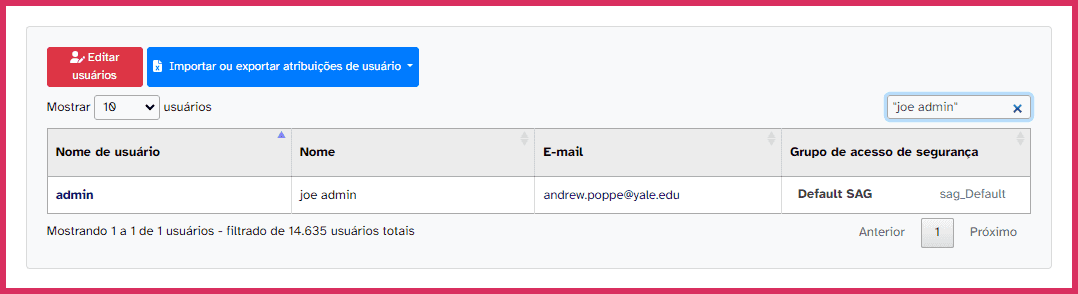 Editar
usuários
Importar ou exportar atribuições de usuário
Mostrar 10 usuários
"joe admin" ×
Nome de usuário Nome E-mail Grupo de acesso de segurança
admin joe admin andrew.poppe@yale.edu Default SAG sag_Default
Mostrando 1 a 1 de 1 usuários - filtrado de 14.635 usuários totais
Anterior 1 Próximo